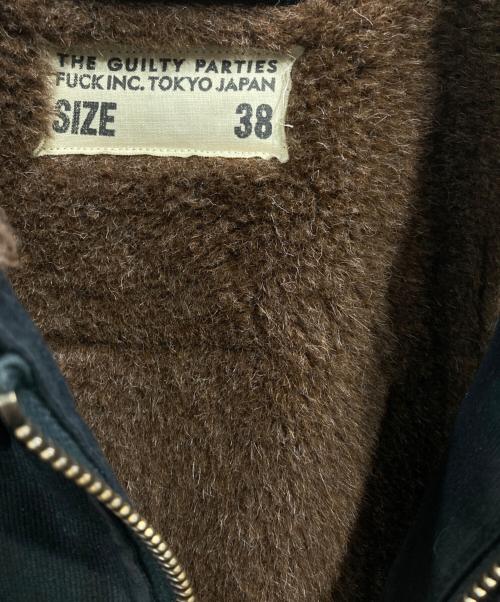 THE GUILTY PARTIES
FUCK INC. TOKYO JAPAN
SIZE 38